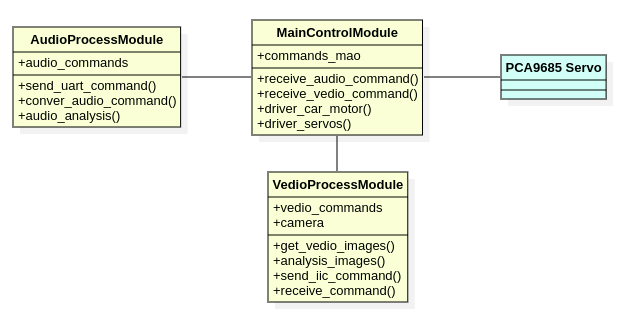 AudioProcessModule
+audio_commands
+send_uart_command()
+conver_audio_command()
+audio_analysis()
MainControlModule
+commands_mao
+receive_audio_command()
+receive_vedio_command()
+driver_car_motor()
+driver_servos()
PCA9685 Servo
VedioProcessModule
+vedio_commands
+camera
+get_vedio_images()
+analysis_images()
+send_iic_command()
+receive_command()